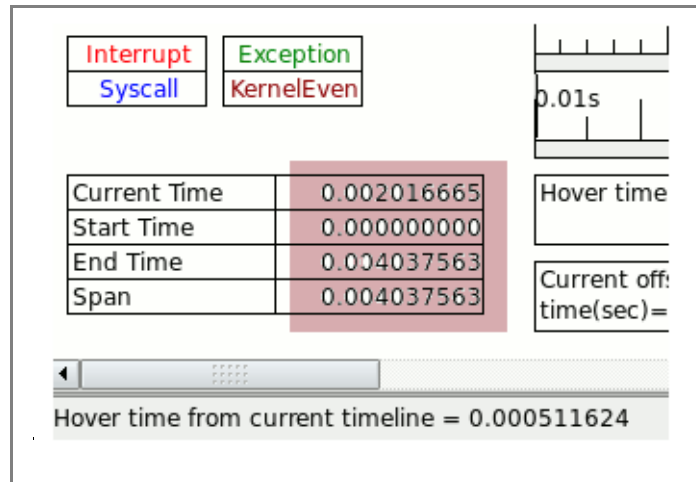 Interrupt Exception
Syscall KernelEven
0.01s
Current Time 0.002016665
Start Time 0.000000000
End Time 0.004037563
Span 0.004037563
Hover time
Current offs
time(sec)=
Hover time from current timeline = 0.000511624